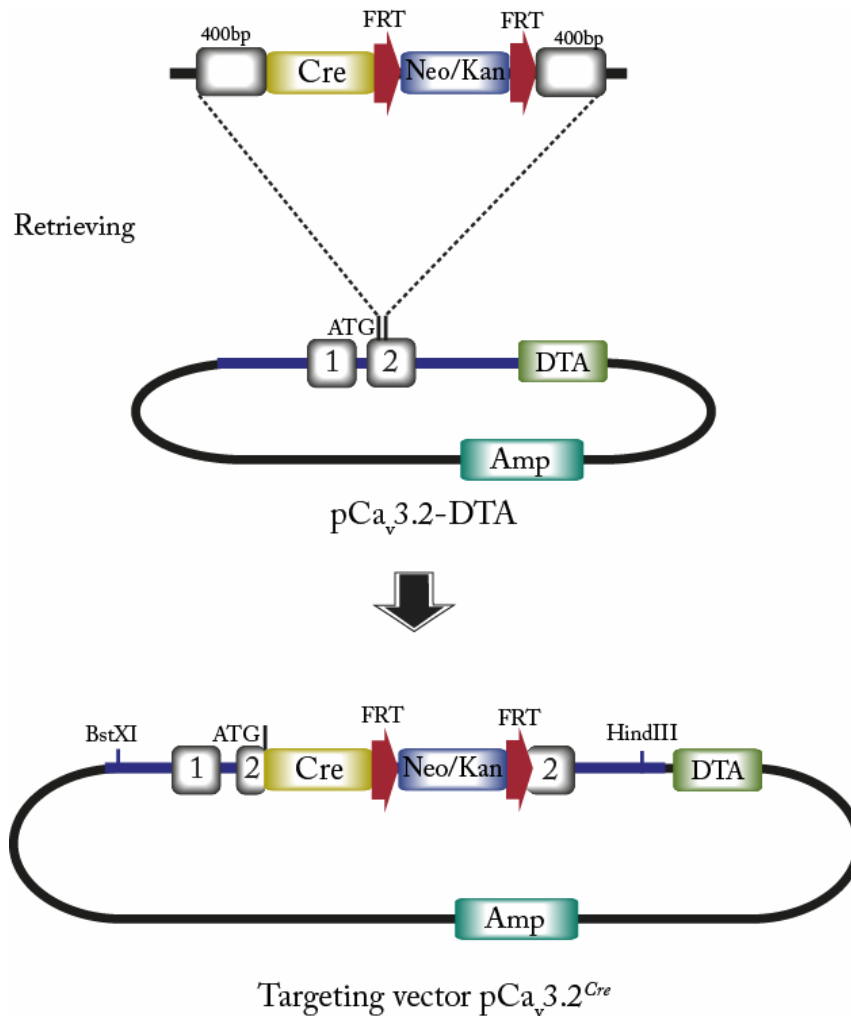 FRT FRT
400bp 400bp
Cre Neo/Kan
Retrieving
ATG
1 2 DTA
Amp
pCav3.2-DTA
FRT FRT
BstXI ATG HindIII
1 2 Cre Neo/Kan 2 DTA
Amp
Targeting vector pCav3.2Cre